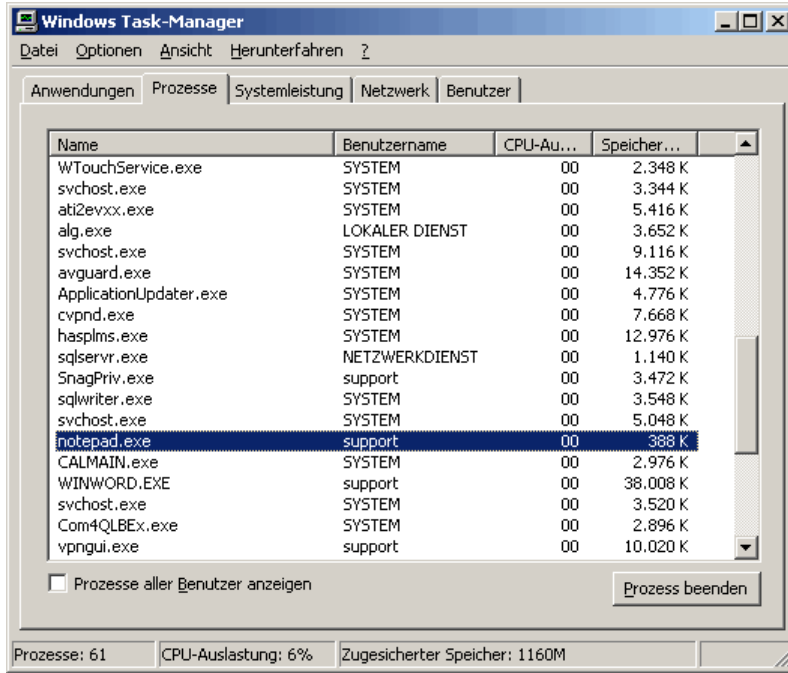 Windows Task-Manager
Datei Optionen Ansicht Herunterfahren ?
Anwendungen Prozesse Systemleistung Netzwerk Benutzer
Name Benutzername CPU-Au... Speicher...
WTouchService.exe SYSTEM 00 2.348 K
svchost.exe SYSTEM 00 3.344 K
ati2evxx.exe SYSTEM 00 5.416 K
alg.exe LOKALER DIENST 00 3.652 K
svchost.exe SYSTEM 00 9.116 K
avguard.exe SYSTEM 00 14.352 K
ApplicationUpdater.exe SYSTEM 00 4.776 K
cvpnd.exe SYSTEM 00 7.668 K
hasplms.exe SYSTEM 00 12.976 K
sqlservr.exe NETZWERKDIENST 00 1.140 K
SnagPriv.exe support 00 3.472 K
sqlwriter.exe SYSTEM 00 3.548 K
svchost.exe SYSTEM 00 5.048 K
notepad.exe support 00 388 K
CALMAIN.exe SYSTEM 00 2.976 K
WINWORD.EXE support 00 38.008 K
svchost.exe SYSTEM 00 3.520 K
Com4QLBEx.exe SYSTEM 00 2.896 K
vpngui.exe support 00 10.020 K
Prozesse aller Benutzer anzeigen Prozess beenden
Prozesse: 61 CPU-Auslastung: 6% Zugesicherter Speicher: 1160M